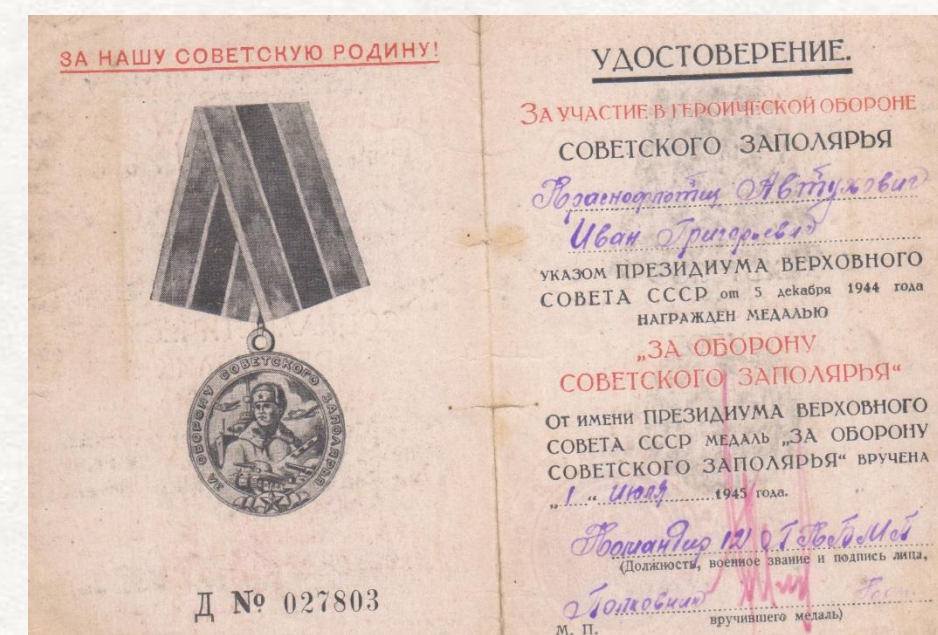 ЗА НАШУ СОВЕТСКУЮ РОДИНУ!
ЗА ОБОРОНУ СОВЕТСКОГО ЗАПОЛЯРЬЯ
Д № 027803
УДОСТОВЕРЕНИЕ.
ЗА УЧАСТИЕ В ГЕРОИЧЕСКОЙ ОБОРОНЕ
СОВЕТСКОГО ЗАПОЛЯРЬЯ
Краснофлотец Автухович
Иван Григорьевич
УКАЗОМ ПРЕЗИДИУМА ВЕРХОВНОГО
СОВЕТА СССР от 5 декабря 1944 года
НАГРАЖДЕН МЕДАЛЬЮ
„ЗА ОБОРОНУ
СОВЕТСКОГО ЗАПОЛЯРЬЯ“
ОТ ИМЕНИ ПРЕЗИДИУМА ВЕРХОВНОГО
СОВЕТА СССР МЕДАЛЬ „ЗА ОБОРОНУ
СОВЕТСКОГО ЗАПОЛЯРЬЯ“ ВРУЧЕНА
„1“ Июля 1945 года.
Командир 12
(Должность, военное звание и подпись лица,
Полковник
М. П. вручившего медаль)